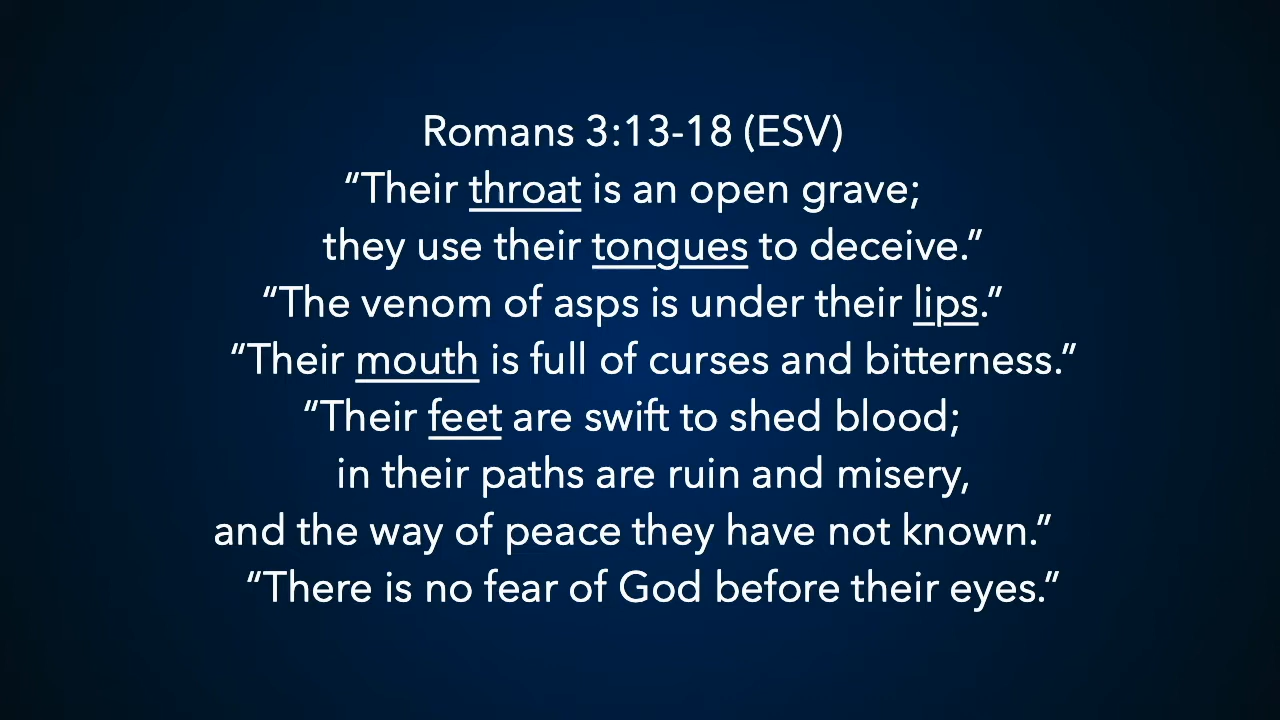 Romans 3:13-18 (ESV)
“Their throat is an open grave;
they use their tongues to deceive.”
“The venom of asps is under their lips.”
“Their mouth is full of curses and bitterness.”
“Their feet are swift to shed blood;
in their paths are ruin and misery,
and the way of peace they have not known.”
“There is no fear of God before their eyes.”